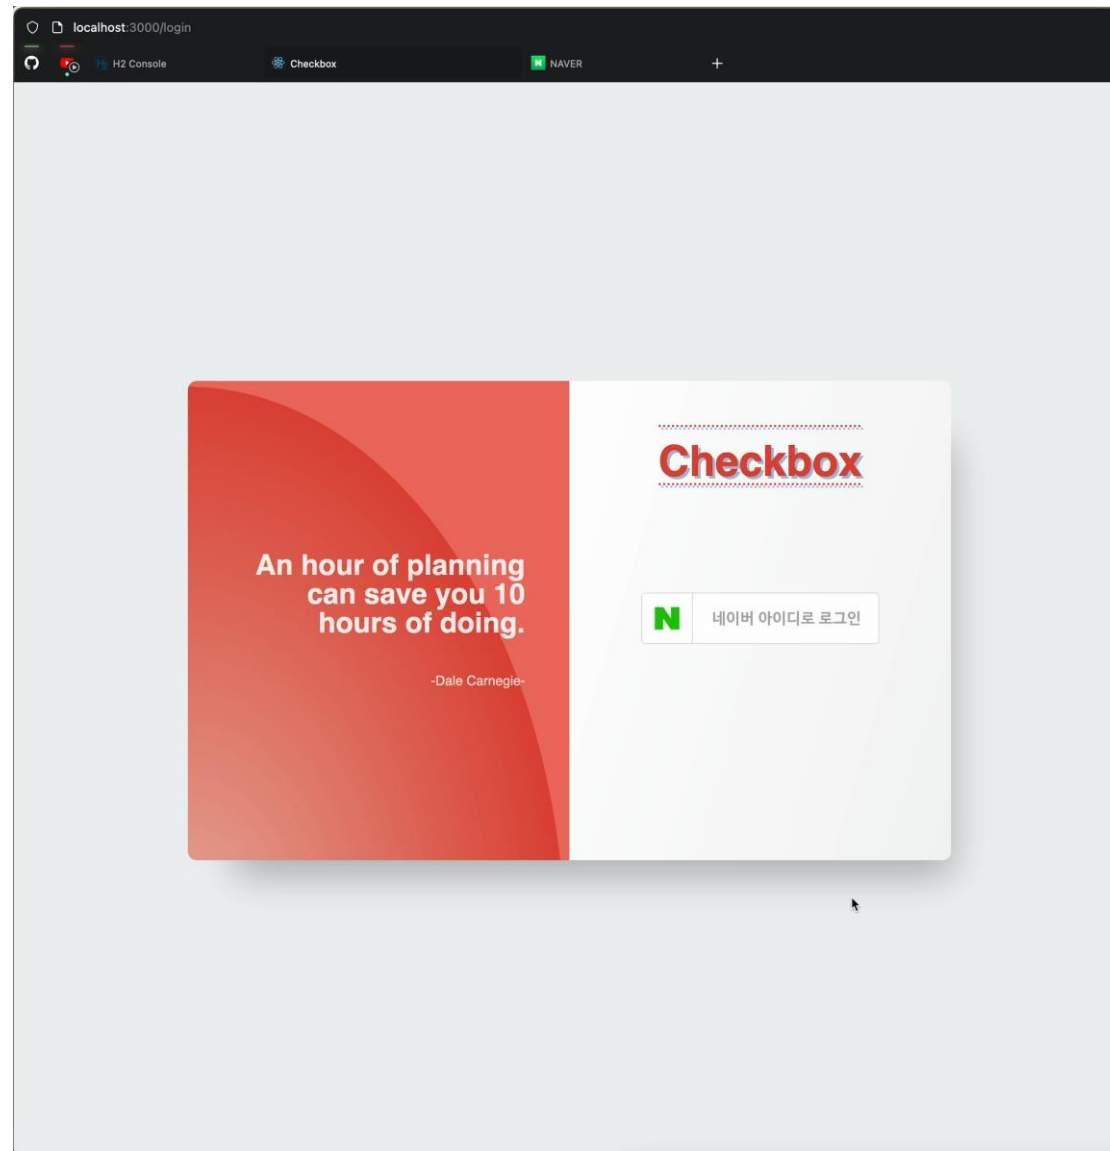 localhost:3000/login
H2 Console
Checkbox
NAVER
Checkbox
An hour of planning
can save you 10
hours of doing.
-Dale Carnegie-
네이버 아이디로 로그인